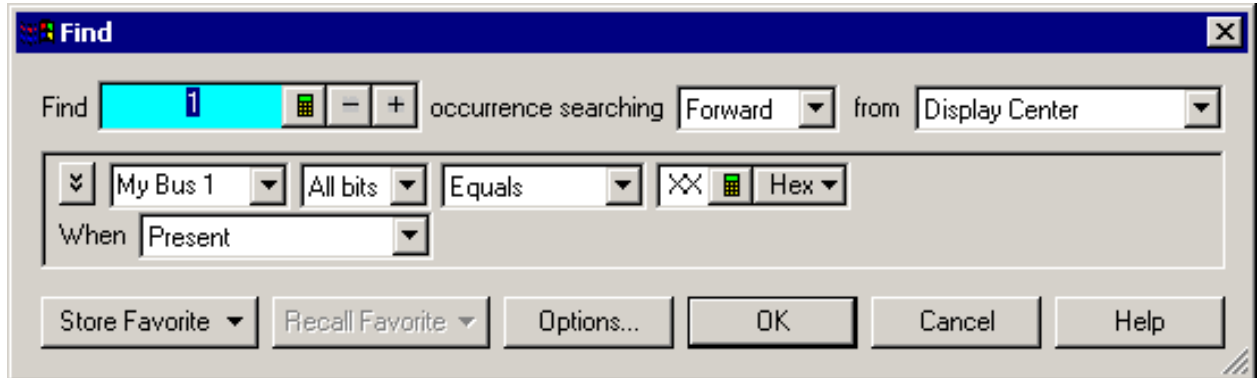 Find
Find 1 - + occurrence searching Forward from Display Center
My Bus 1 All bits Equals XX Hex
When Present
Store Favorite Recall Favorite Options... OK Cancel Help